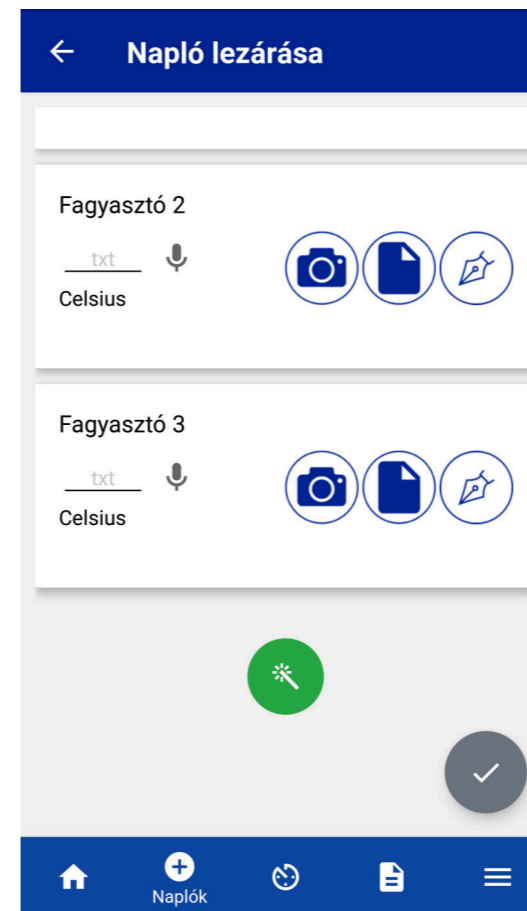 Napló lezárása
Fagyasztó 2
txt
Celsius
Fagyasztó 3
txt
Celsius
Naplók